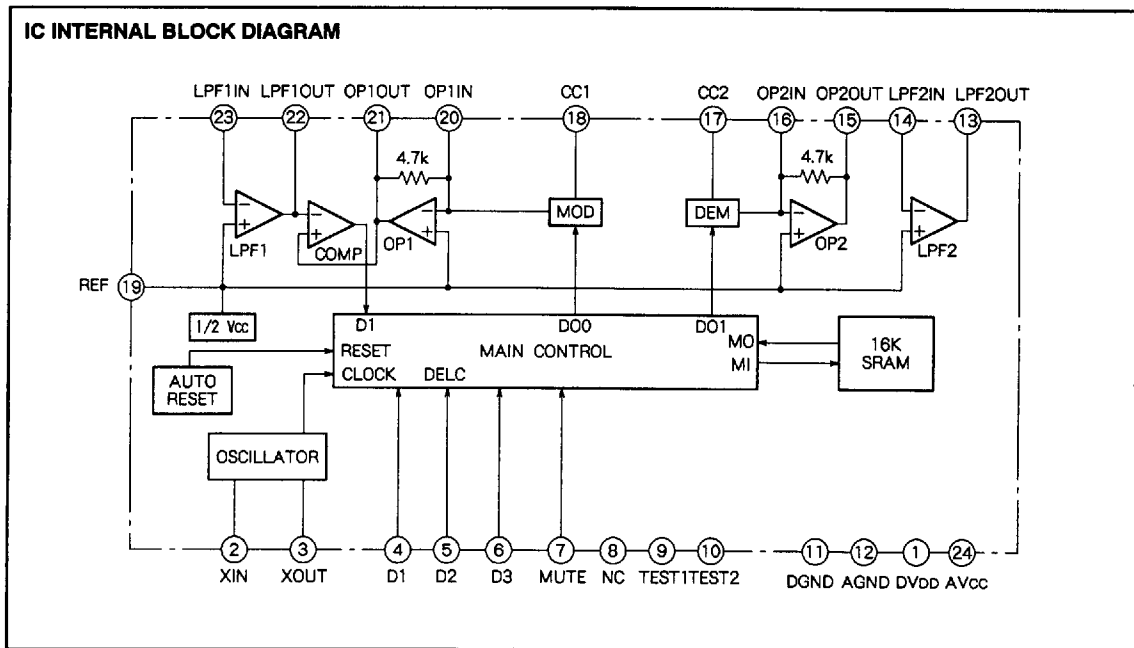 IC INTERNAL BLOCK DIAGRAM
LPF1IN LPF1OUT OP1OUT OP1IN CC1 CC2 OP2IN OP2OUT LPF2IN LPF2OUT
23 22 21 20 18 17 16 15 14 13
4.7k 4.7k
− + LPF1
− + COMP
− + OP1
MOD
DEM
− + OP2
− + LPF2
REF 19
1/2 Vcc
D1 DO0 DO1
RESET MAIN CONTROL MO
CLOCK DELC MI
16K
SRAM
AUTO
RESET
OSCILLATOR
2 3 4 5 6 7 8 9 10 11 12 1 24
XIN XOUT D1 D2 D3 MUTE NC TEST1 TEST2 DGND AGND DVDD AVCC